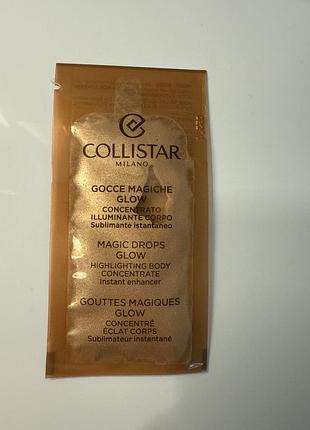 COLLISTAR
MILANO
GOCCE MAGICHE
GLOW
CONCENTRATO
ILLUMINANTE CORPO
Sublimante istantaneo
MAGIC DROPS
GLOW
HIGHLIGHTING BODY
CONCENTRATE
Instant enhancer
GOUTTES MAGIQUES
GLOW
CONCENTRÉ
ÉCLAT CORPS
Sublimateur instantané